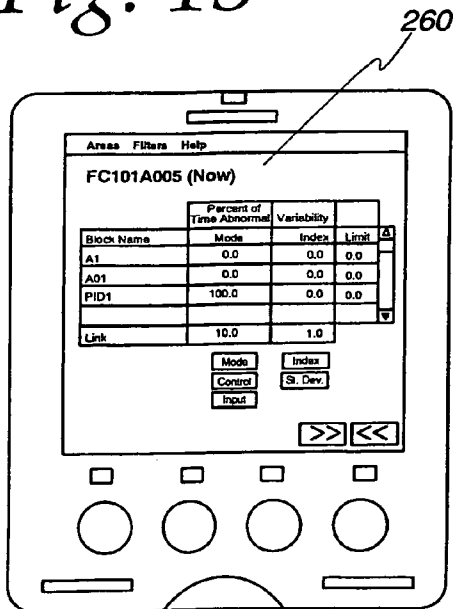 Fig. 13
260
Areas Filters Help
FC101A005 (Now)
Percent of Time Abnormal Variability
Block Name Mode Index Limit
A1 0.0 0.0 0.0
A01 0.0 0.0 0.0
PID1 100.0 0.0 0.0
Link 10.0 1.0
Mode Index
Control St. Dev.
Input
>> <<